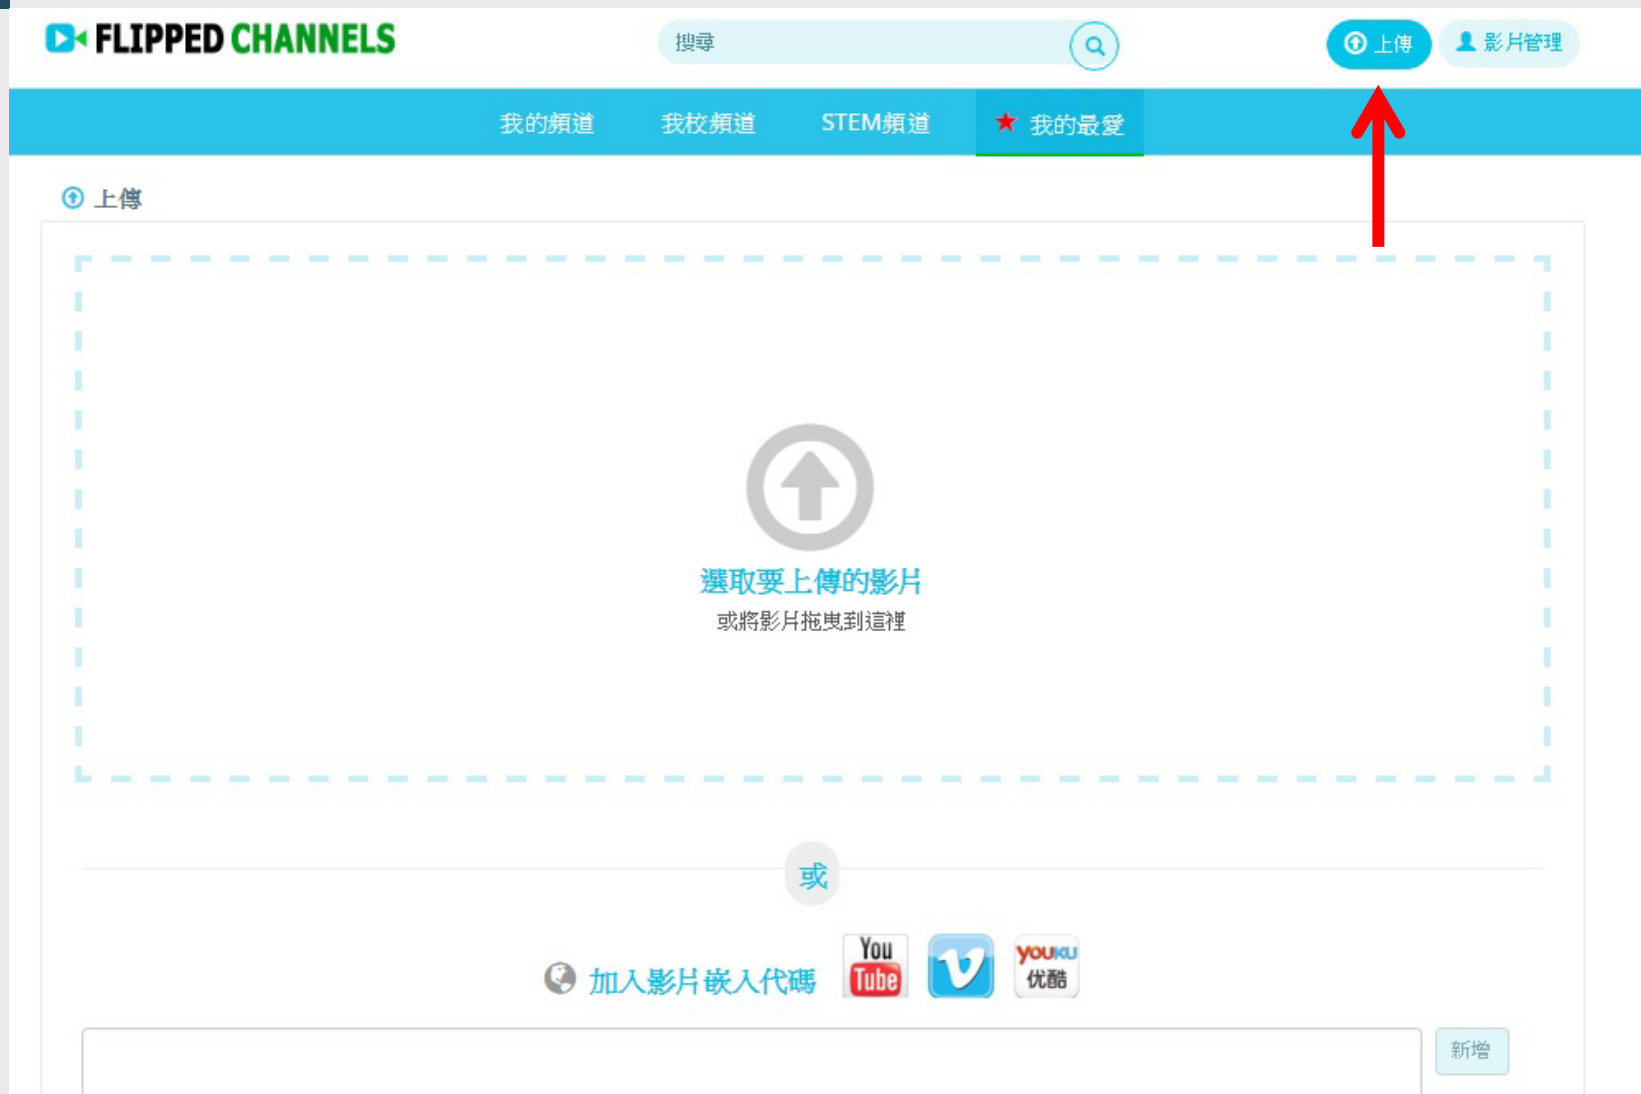 FLIPPED CHANNELS
搜尋
上傳
影片管理
我的頻道
我校頻道
STEM頻道
我的最愛
上傳
選取要上傳的影片
或將影片拖曳到這裡
或
加入影片嵌入代碼
You
Tube
YOUKU
优酷
新增